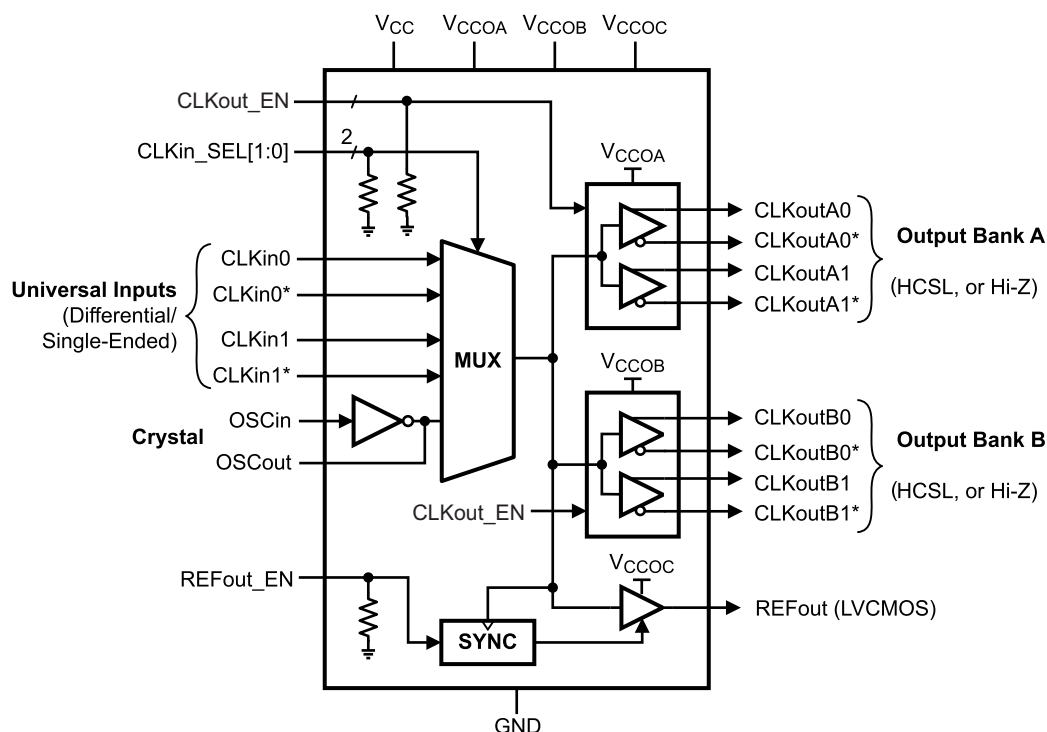 VCC
VCCOA
VCCOB
VCCOC
CLKout_EN
CLKin_SEL[1:0]
2
VCCOA
CLKoutA0
CLKoutA0*
CLKoutA1
CLKoutA1*
Output Bank A
(HCSL, or Hi-Z)
Universal Inputs
(Differential/
Single-Ended)
CLKin0
CLKin0*
CLKin1
CLKin1*
MUX
Crystal
OSCin
OSCout
VCCOB
CLKoutB0
CLKoutB0*
CLKoutB1
CLKoutB1*
Output Bank B
(HCSL, or Hi-Z)
CLKout_EN
REFout_EN
SYNC
VCCOC
REFout (LVCMOS)
GND